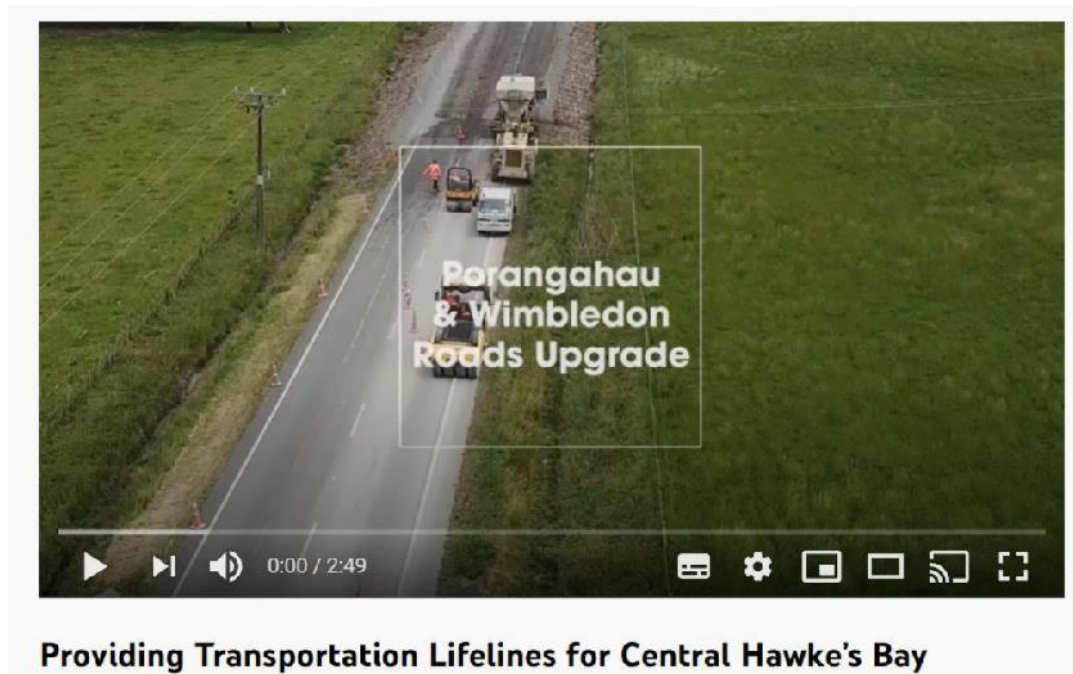 Porangahau
& Wimbledon
Roads Upgrade
0:00 / 2:49
Providing Transportation Lifelines for Central Hawke's Bay